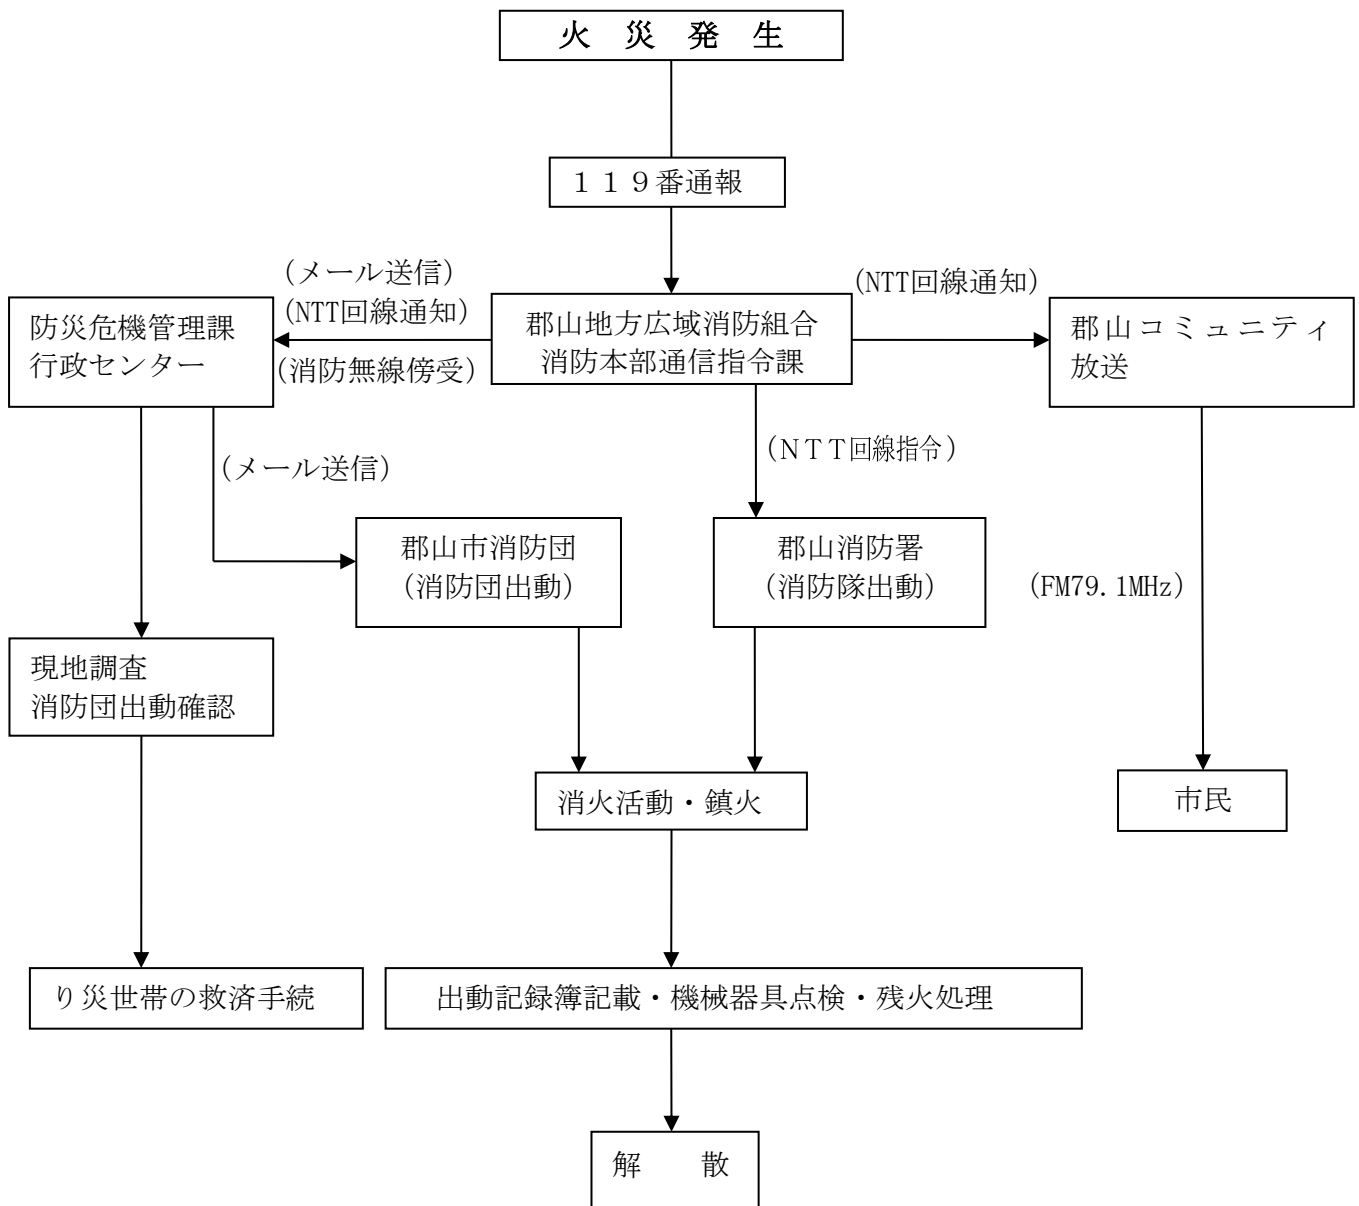 火　災　発　生
１１９番通報
(メール送信)
(NTT回線通知)
(消防無線傍受)
(NTT回線通知)
防災危機管理課
行政センター
郡山地方広域消防組合
消防本部通信指令課
郡山コミュニティ
放送
(メール送信)
(ＮＴＴ回線指令)
郡山市消防団
(消防団出動)
郡山消防署
(消防隊出動)
(FM79.1MHz)
現地調査
消防団出動確認
消火活動・鎮火
市民
り災世帯の救済手続
出動記録簿記載・機械器具点検・残火処理
解　　散